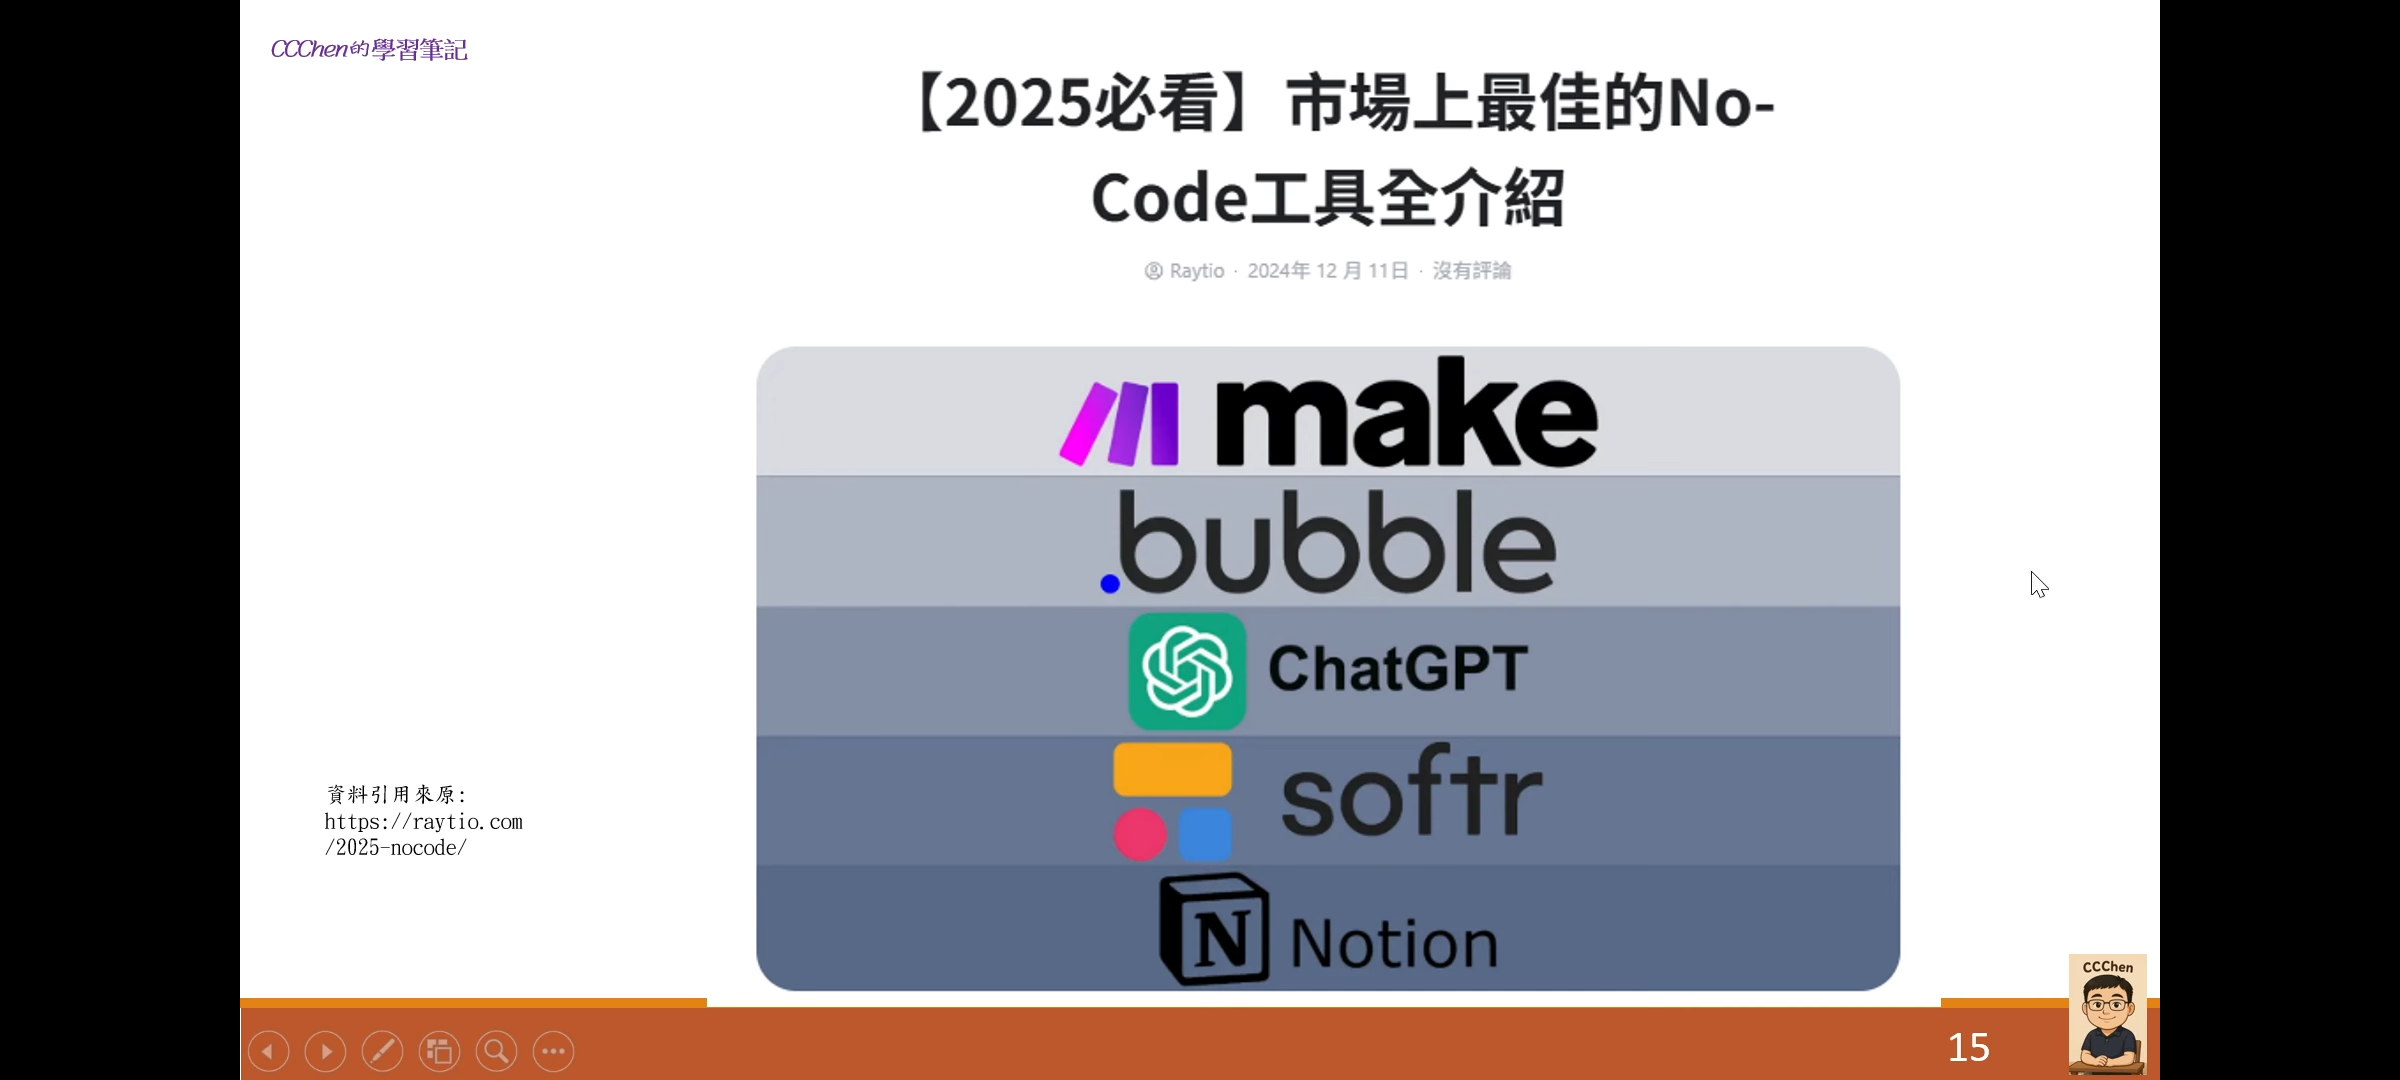 CCChen的學習筆記
【2025必看】市場上最佳的No-
Code工具全介紹
Raytio · 2024年 12 月 11日 · 沒有評論
make
.bubble
ChatGPT
softr
N Notion
資料引用來原:
https://raytio.com
/2025-nocode/
15
CCChen